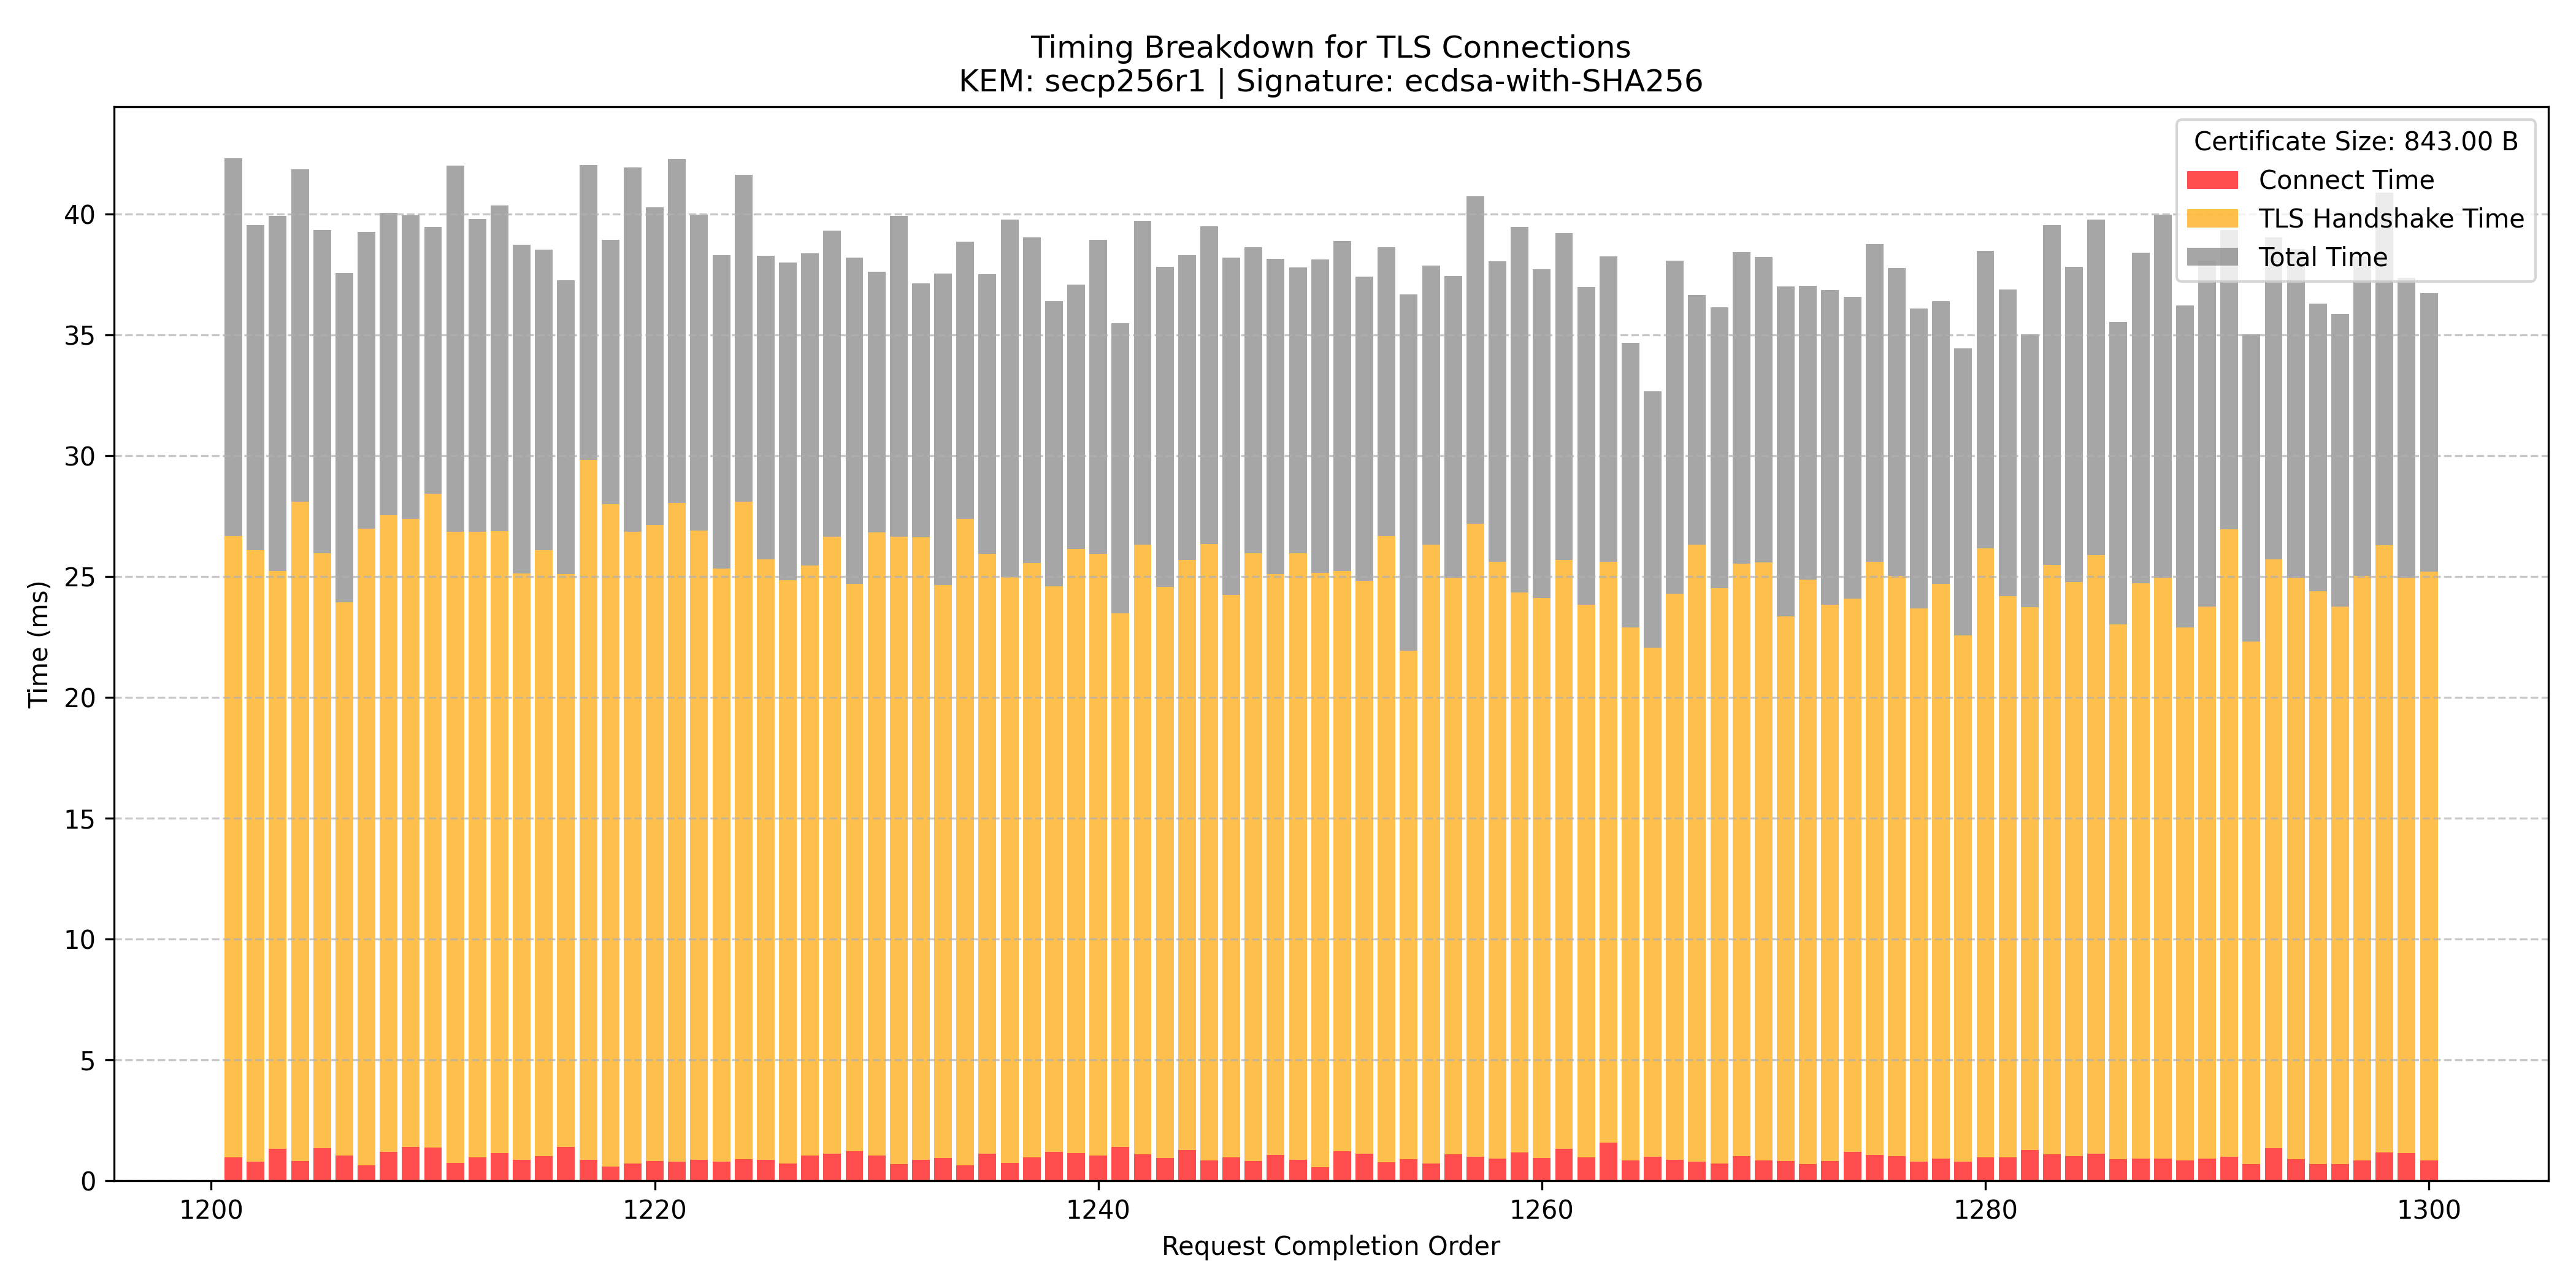 Timing Breakdown for TLS Connections
KEM: secp256r1 | Signature: ecdsa-with-SHA256
Certificate Size: 843.00 B
Connect Time
TLS Handshake Time
Total Time
Time (ms)
40
35
30
25
20
15
10
5
0
1200 1220 1240 1260 1280 1300
Request Completion Order